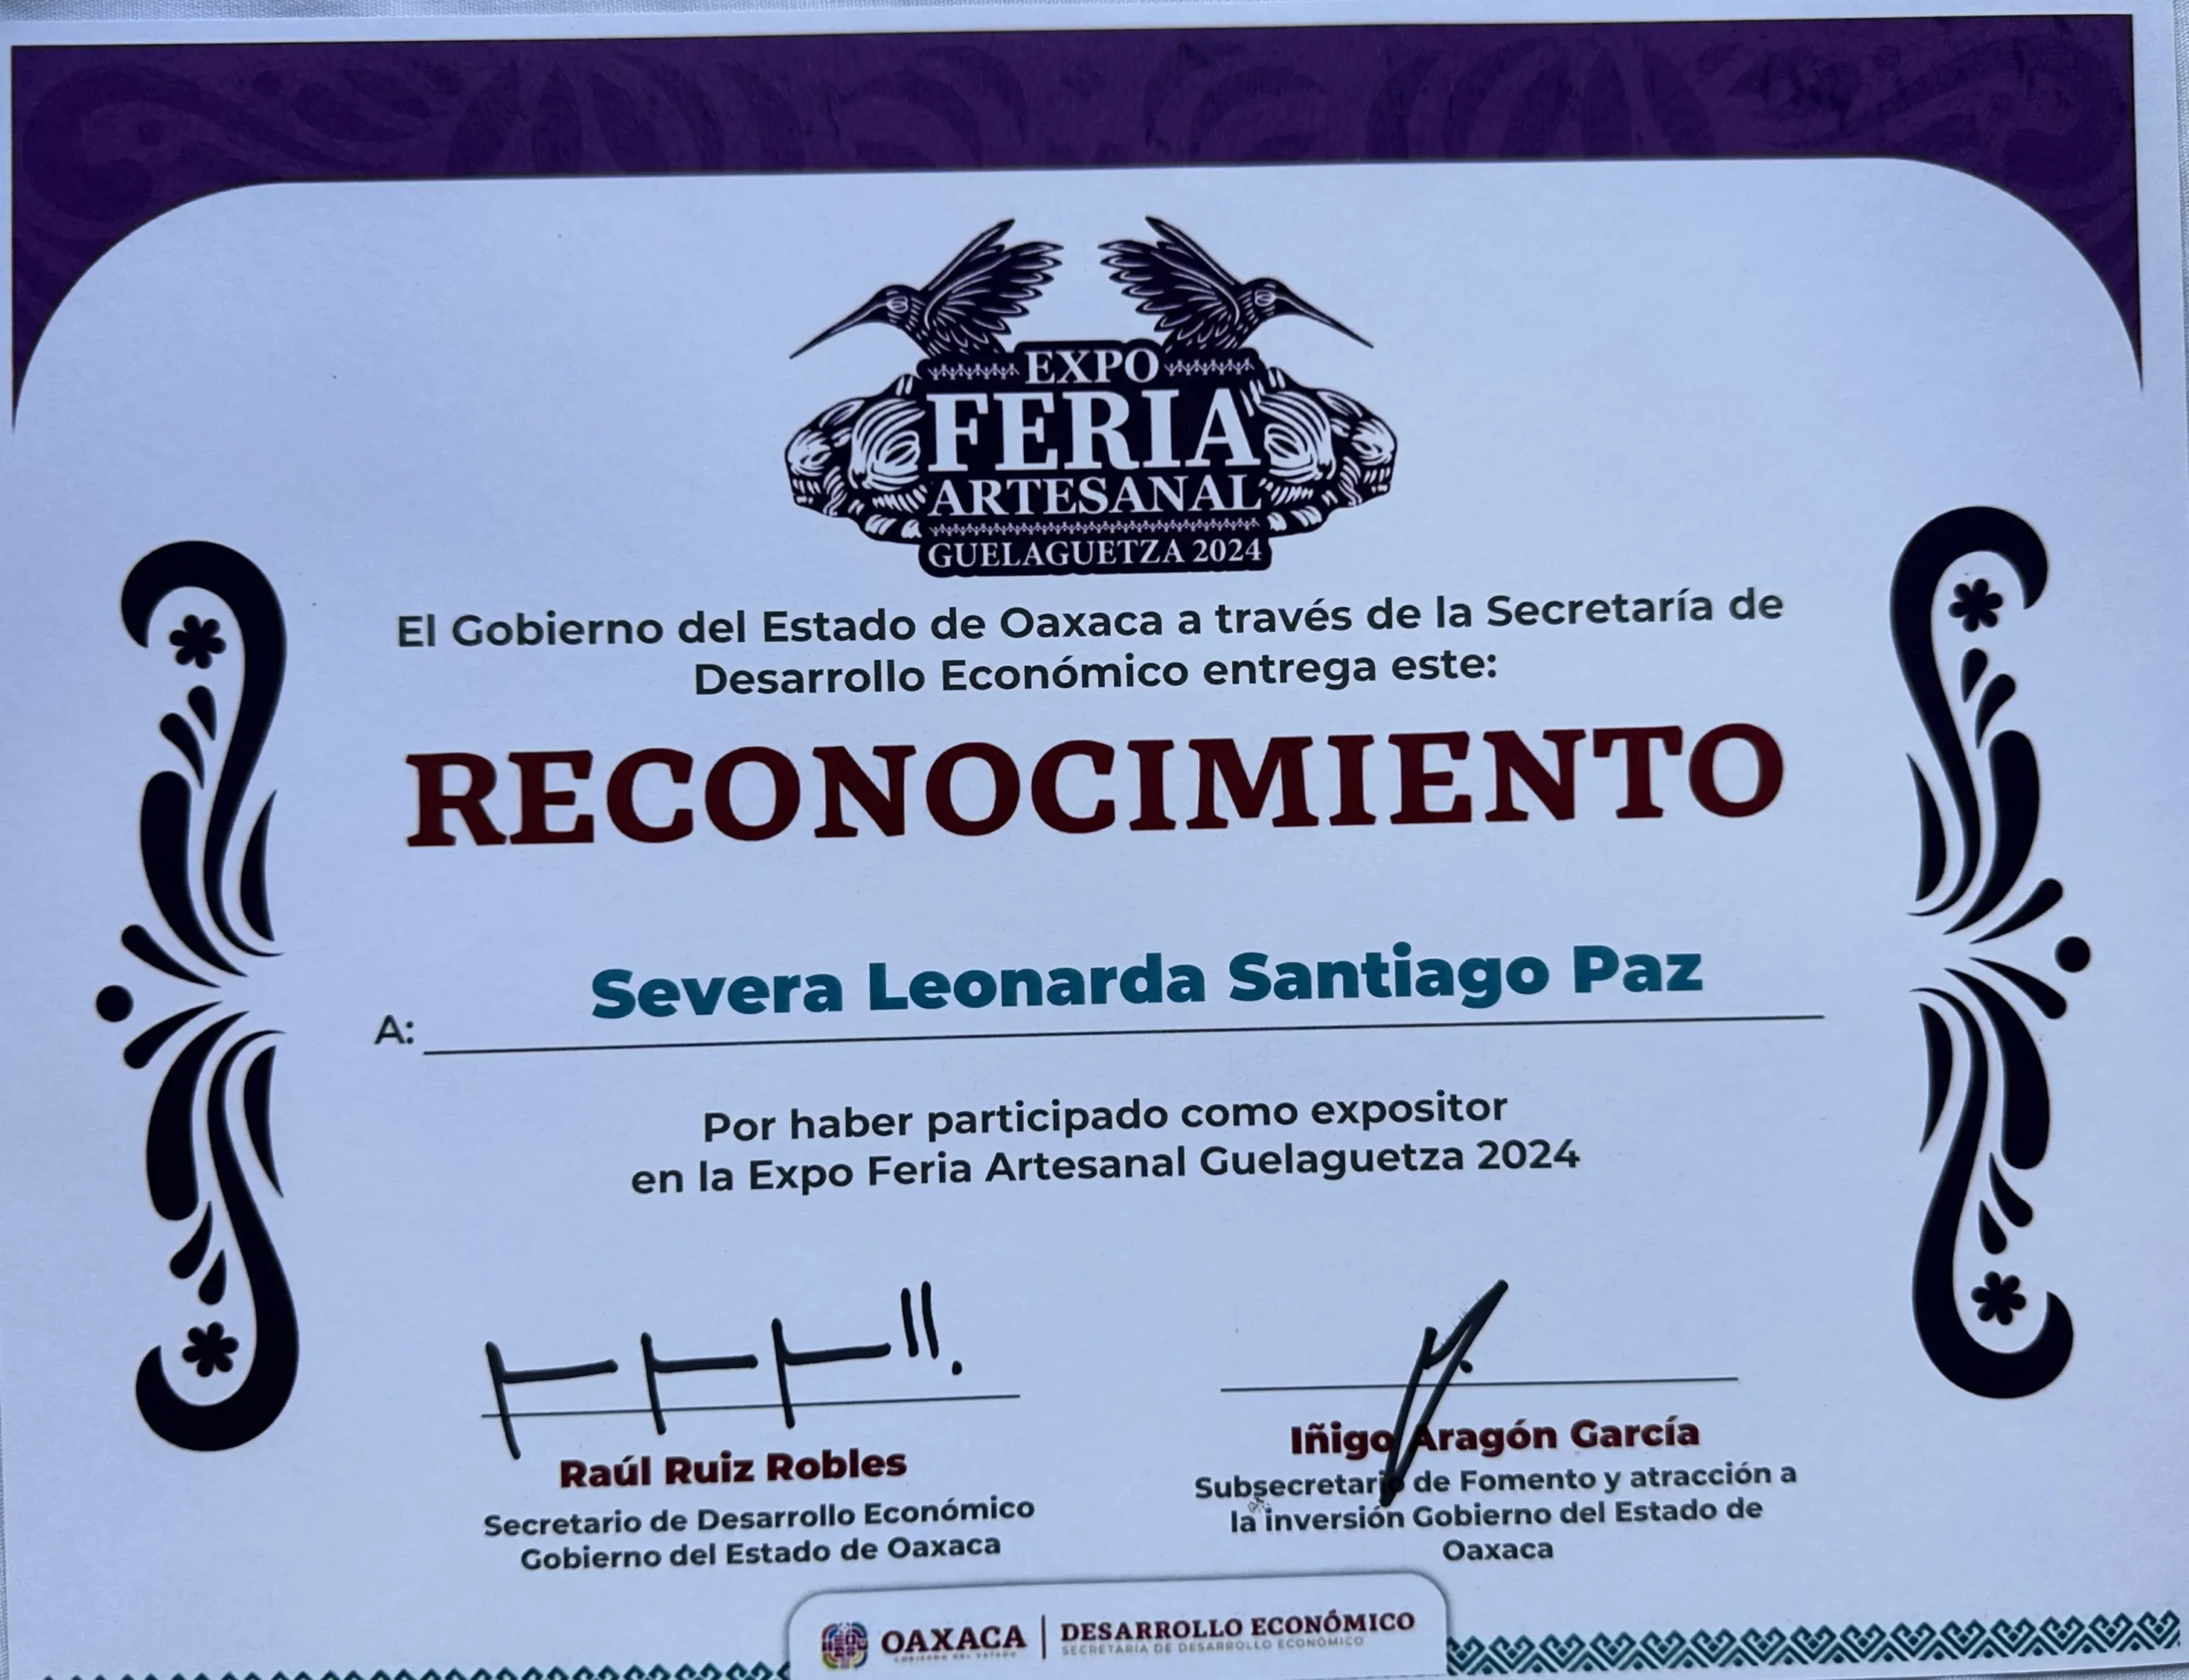 EXPO
FERIA
ARTESANAL
GUELAGUETZA 2024
El Gobierno del Estado de Oaxaca a través de la Secretaría de
Desarrollo Económico entrega este:
RECONOCIMIENTO
A: Severa Leonarda Santiago Paz
Por haber participado como expositor
en la Expo Feria Artesanal Guelaguetza 2024
Raúl Ruiz Robles
Secretario de Desarrollo Económico
Gobierno del Estado de Oaxaca
Iñigo Aragón García
Subsecretario de Fomento y atracción a
la inversión Gobierno del Estado de
Oaxaca
OAXACA
GOBIERNO DEL ESTADO
DESARROLLO ECONÓMICO
SECRETARÍA DE DESARROLLO ECONÓMICO